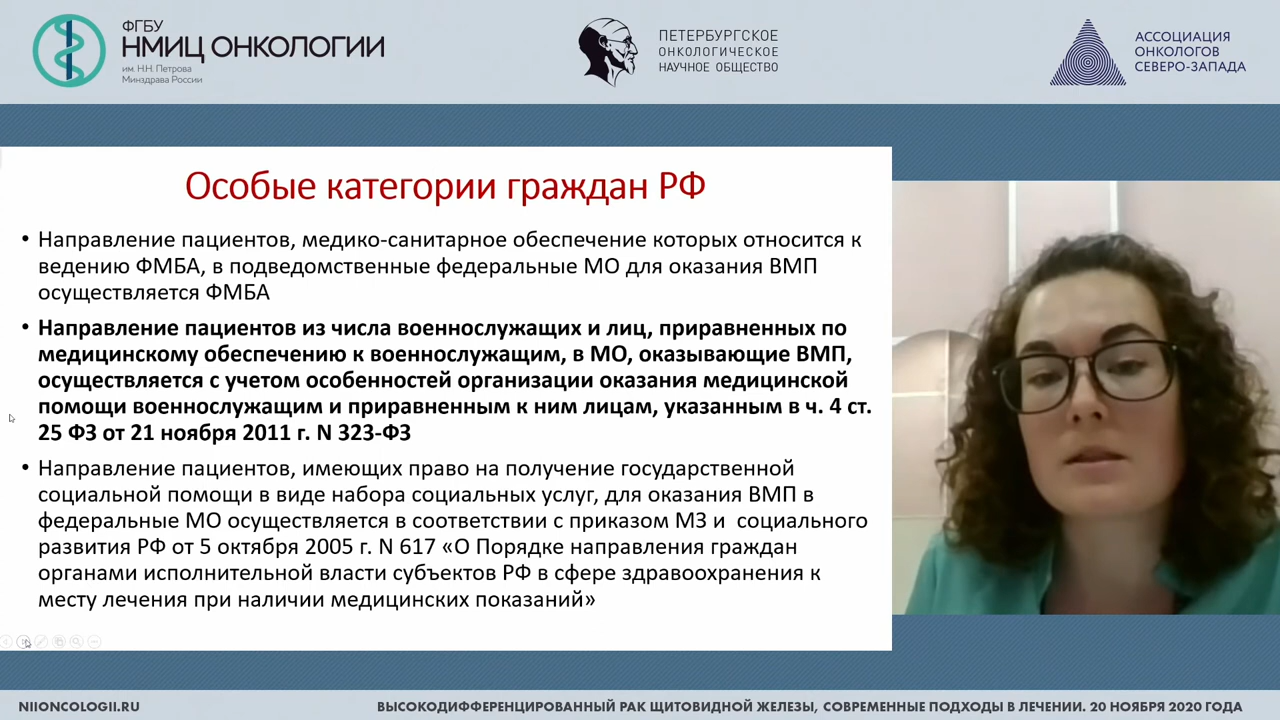 ФГБУ
НМИЦ ОНКОЛОГИИ
им. Н.Н. Петрова
Минздрава России
ПЕТЕРБУРГСКОЕ
ОНКОЛОГИЧЕСКОЕ
НАУЧНОЕ ОБЩЕСТВО
АССОЦИАЦИЯ
ОНКОЛОГОВ
СЕВЕРО-ЗАПАДА
Особые категории граждан РФ
• Направление пациентов, медико-санитарное обеспечение которых относится к
ведению ФМБА, в подведомственные федеральные МО для оказания ВМП
осуществляется ФМБА
• Направление пациентов из числа военнослужащих и лиц, приравненных по
медицинскому обеспечению к военнослужащим, в МО, оказывающие ВМП,
осуществляется с учетом особенностей организации оказания медицинской
помощи военнослужащим и приравненным к ним лицам, указанным в ч. 4 ст.
25 ФЗ от 21 ноября 2011 г. N 323-ФЗ
• Направление пациентов, имеющих право на получение государственной
социальной помощи в виде набора социальных услуг, для оказания ВМП в
федеральные МО осуществляется в соответствии с приказом МЗ и социального
развития РФ от 5 октября 2005 г. N 617 «О Порядке направления граждан
органами исполнительной власти субъектов РФ в сфере здравоохранения к
месту лечения при наличии медицинских показаний»
NIIONCOLOGII.RU
ВЫСОКОДИФФЕРЕНЦИРОВАННЫЙ РАК ЩИТОВИДНОЙ ЖЕЛЕЗЫ, СОВРЕМЕННЫЕ ПОДХОДЫ В ЛЕЧЕНИИ. 20 НОЯБРЯ 2020 ГОДА